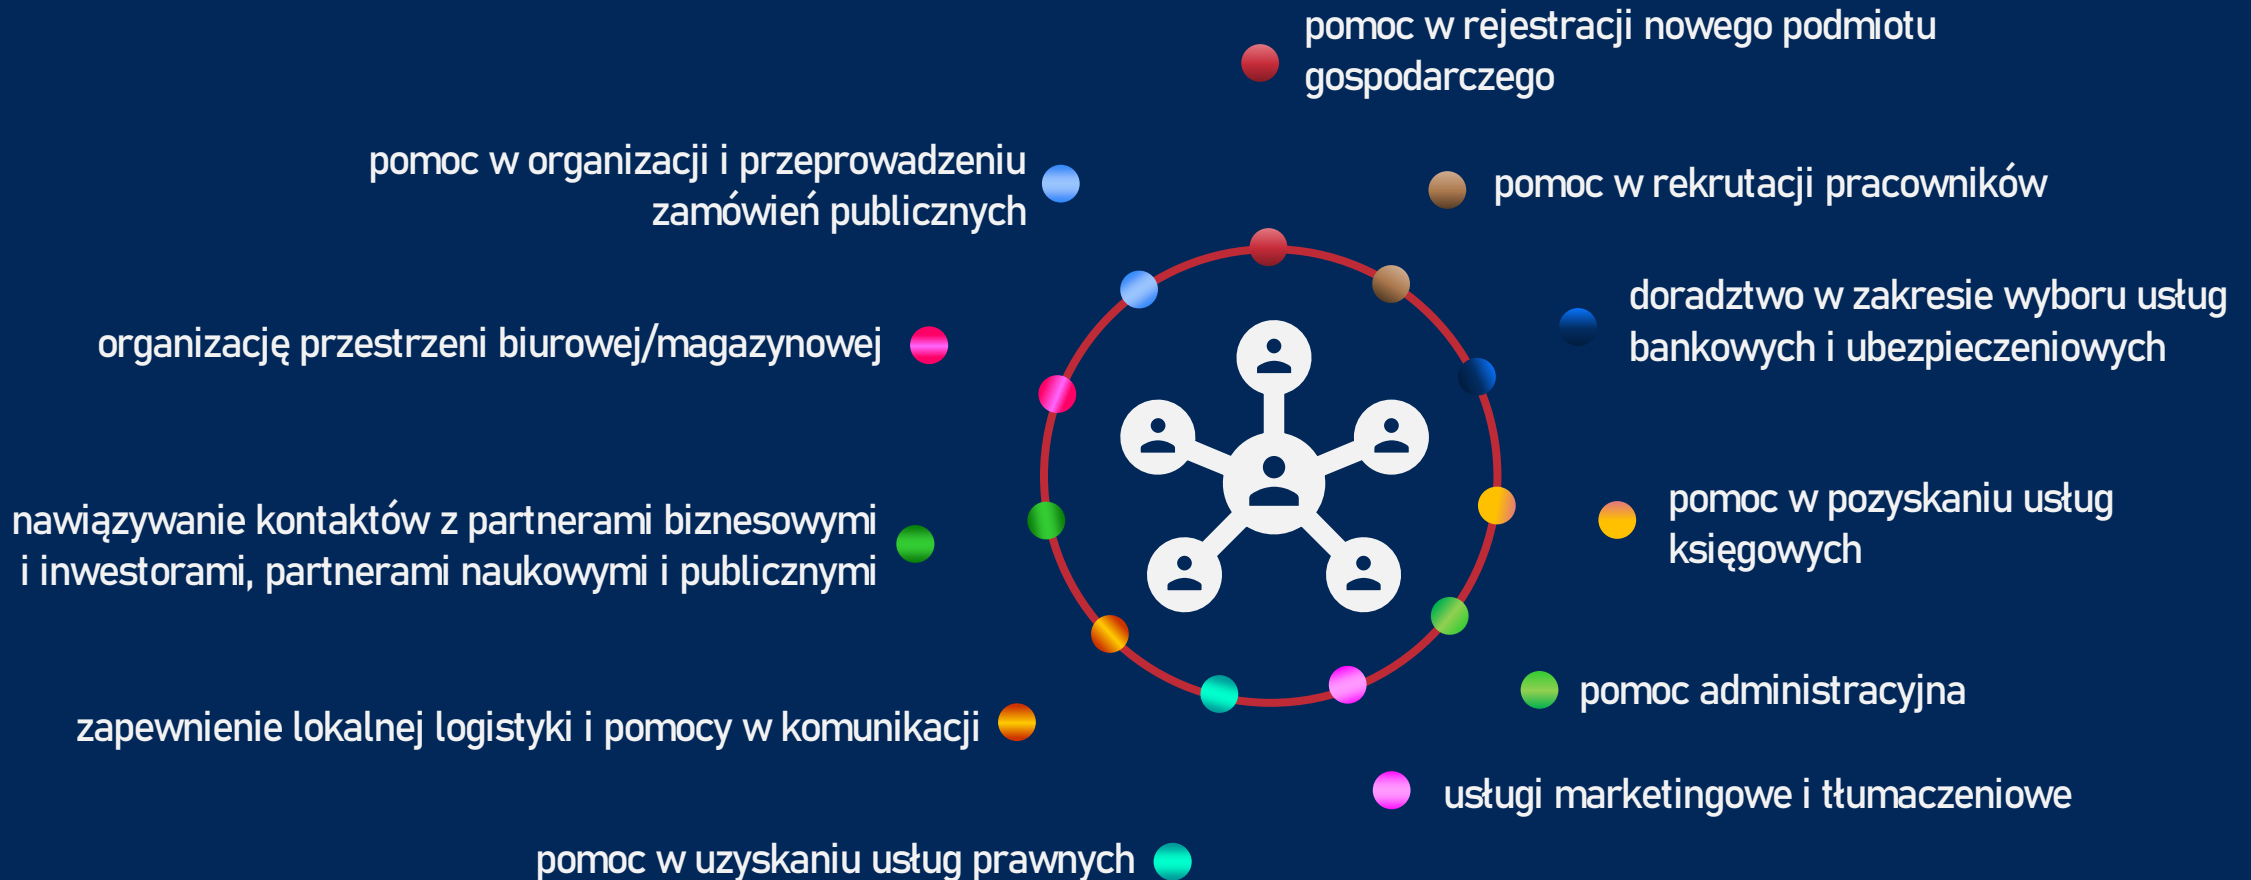 pomoc w rejestracji nowego podmiotu
gospodarczego
pomoc w organizacji i przeprowadzeniu
zamówień publicznych
pomoc w rekrutacji pracowników
doradztwo w zakresie wyboru usług
bankowych i ubezpieczeniowych
organizację przestrzeni biurowej/magazynowej
pomoc w pozyskaniu usług
księgowych
nawiązywanie kontaktów z partnerami biznesowymi
i inwestorami, partnerami naukowymi i publicznymi
pomoc administracyjna
zapewnienie lokalnej logistyki i pomocy w komunikacji
usługi marketingowe i tłumaczeniowe
pomoc w uzyskaniu usług prawnych